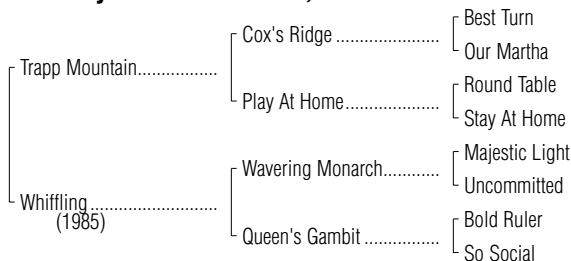 Cox's Ridge
Best Turn
Our Martha
Trapp Mountain
Play At Home
Round Table
Stay At Home
Wavering Monarch
Majestic Light
Uncommitted
Whiffling
(1985)
Queen's Gambit
Bold Ruler
So Social